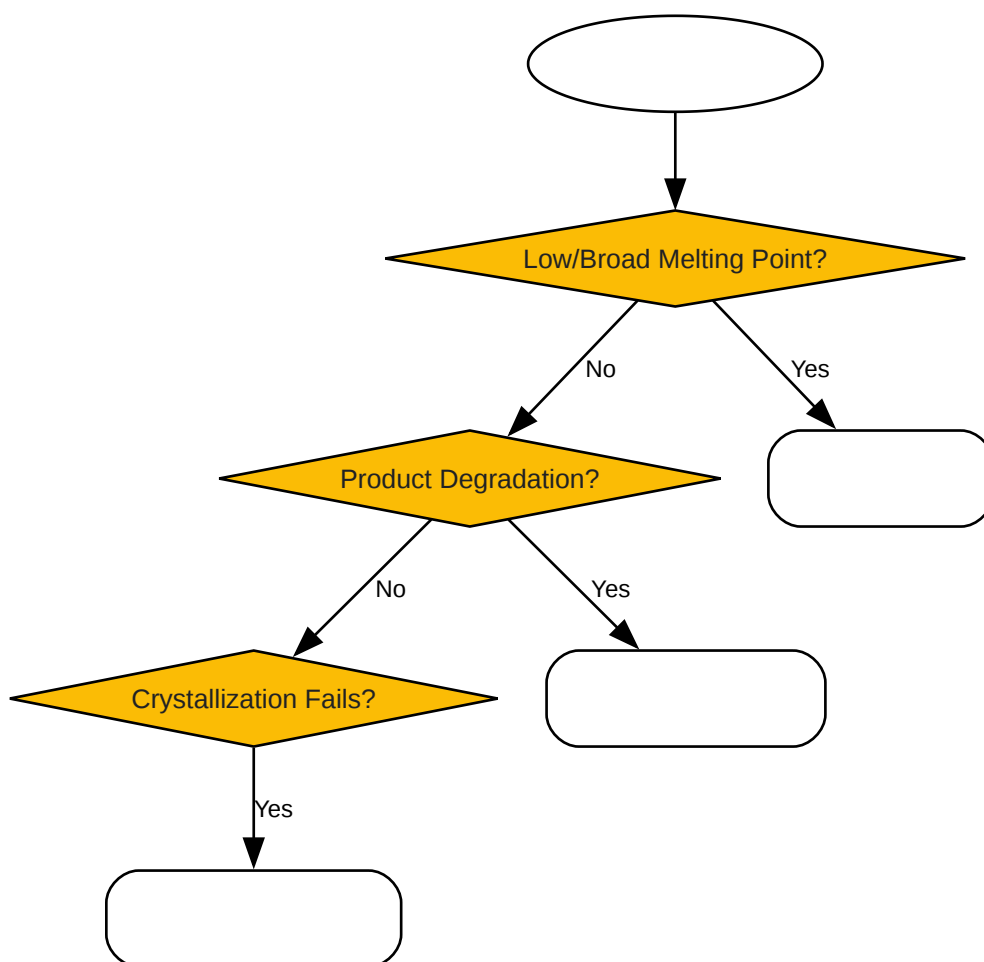 Low/Broad Melting Point?
No
Yes
Product Degradation?
No
Yes
Crystallization Fails?
Yes